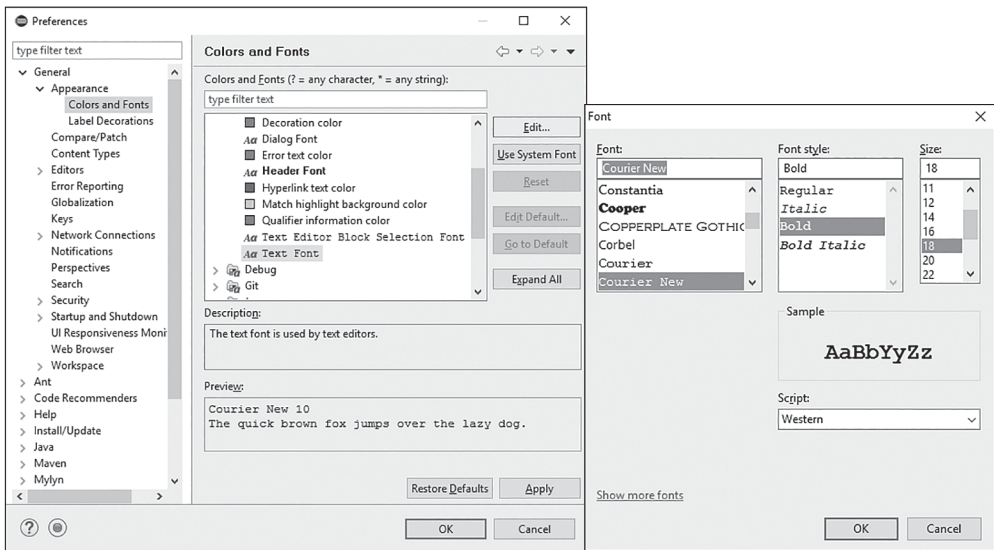 Preferences
type filter text
General
Appearance
Colors and Fonts
Label Decorations
Compare/Patch
Content Types
Editors
Error Reporting
Globalization
Keys
Network Connections
Notifications
Perspectives
Search
Security
Startup and Shutdown
UI Responsiveness Monit
Web Browser
Workspace
Ant
Code Recommenders
Help
Install/Update
Java
Maven
Mylyn
Colors and Fonts
Colors and Fonts (? = any character, * = any string):
type filter text
Decoration color
Aa Dialog Font
Error text color
Aa Header Font
Hyperlink text color
Match highlight background color
Qualifier information color
Aa Text Editor Block Selection Font
Aa Text Font
Debug
Git
Edit...
Use System Font
Reset
Edit Default...
Go to Default
Expand All
Description:
The text font is used by text editors.
Preview:
Courier New 10
The quick brown fox jumps over the lazy dog.
Restore Defaults
Apply
OK
Cancel
Font
Font:
Courier New
Constantia
Cooper
COPPERPLATE GOTHIC
Corbel
Courier
Courier New
Font style:
Bold
Regular
Italic
Bold
Bold Italic
Size:
18
11
12
14
16
18
20
22
Sample
AaBbYyZz
Script:
Western
Show more fonts
OK
Cancel